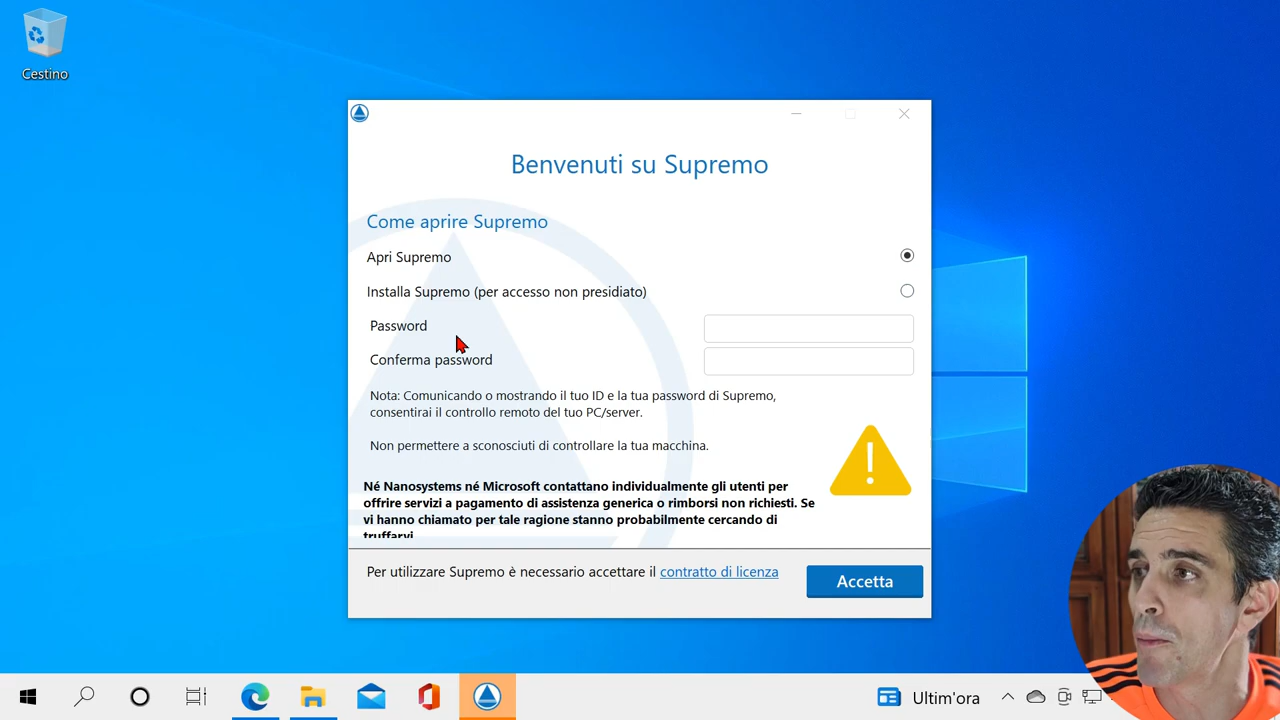 Cestino
Benvenuti su Supremo
Come aprire Supremo
Apri Supremo
Installa Supremo (per accesso non presidiato)
Password
Conferma password
Nota: Comunicando o mostrando il tuo ID e la tua password di Supremo,
consentirai il controllo remoto del tuo PC/server.
Non permettere a sconosciuti di controllare la tua macchina.
Né Nanosystems né Microsoft contattano individualmente gli utenti per
offrire servizi a pagamento di assistenza generica o rimborsi non richiesti. Se
vi hanno chiamato per tale ragione stanno probabilmente cercando di
truffarvi.
Per utilizzare Supremo è necessario accettare il contratto di licenza
Accetta
Ultim'ora